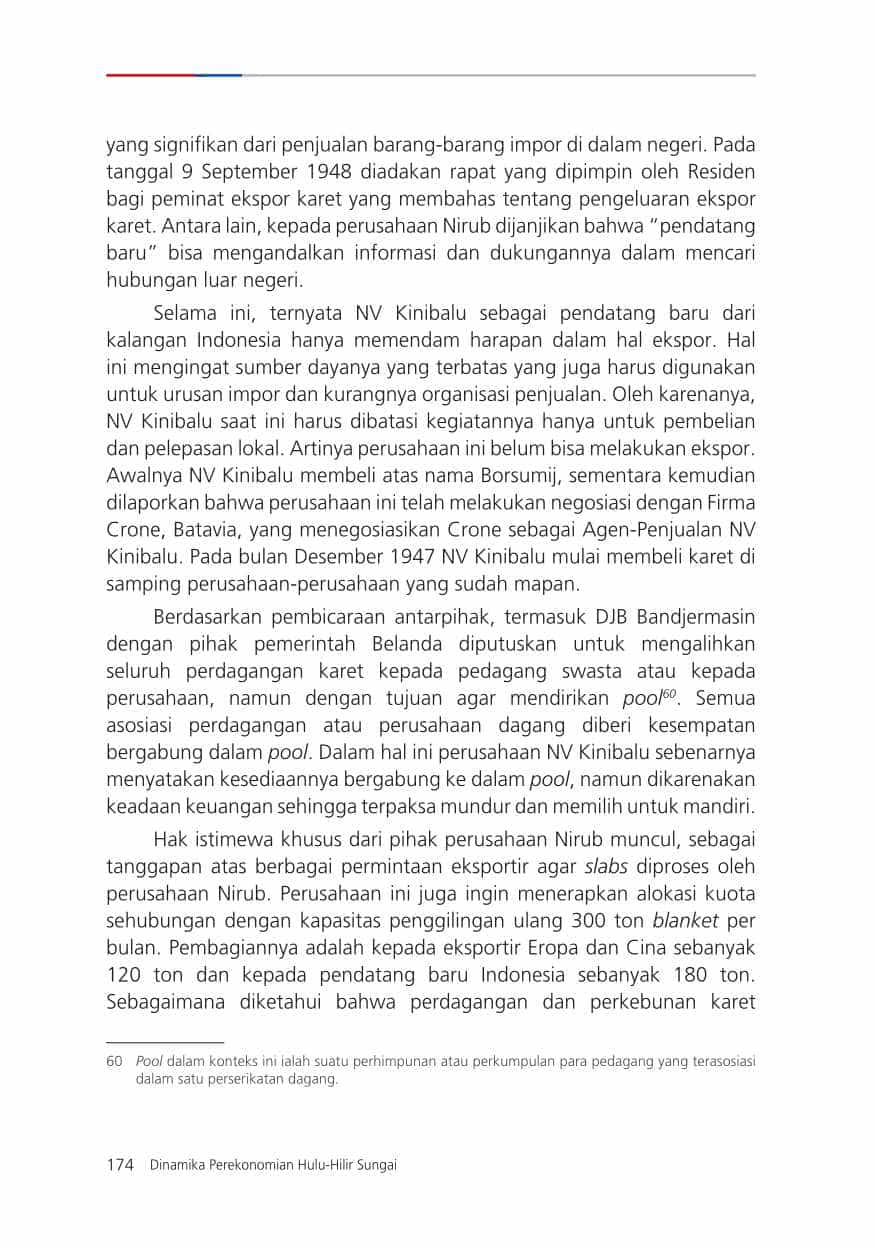 yang signifikan dari penjualan barang-barang impor di dalam negeri. Pada
tanggal 9 September 1948 diadakan rapat yang dipimpin oleh Residen
bagi peminat ekspor karet yang membahas tentang pengeluaran ekspor
karet. Antara lain, kepada perusahaan Nirub dijanjikan bahwa “pendatang
baru” bisa mengandalkan informasi dan dukungannya dalam mencari
hubungan luar negeri.
Selama ini, ternyata NV Kinibalu sebagai pendatang baru dari
kalangan Indonesia hanya memendam harapan dalam hal ekspor. Hal
ini mengingat sumber dayanya yang terbatas yang juga harus digunakan
untuk urusan impor dan kurangnya organisasi penjualan. Oleh karenanya,
NV Kinibalu saat ini harus dibatasi kegiatannya hanya untuk pembelian
dan pelepasan lokal. Artinya perusahaan ini belum bisa melakukan ekspor.
Awalnya NV Kinibalu membeli atas nama Borsumij, sementara kemudian
dilaporkan bahwa perusahaan ini telah melakukan negosiasi dengan Firma
Crone, Batavia, yang menegosiasikan Crone sebagai Agen-Penjualan NV
Kinibalu. Pada bulan Desember 1947 NV Kinibalu mulai membeli karet di
samping perusahaan-perusahaan yang sudah mapan.
Berdasarkan pembicaraan antarpihak, termasuk DJB Bandjermasin
dengan pihak pemerintah Belanda diputuskan untuk mengalihkan
seluruh perdagangan karet kepada pedagang swasta atau kepada
perusahaan, namun dengan tujuan agar mendirikan pool60. Semua
asosiasi perdagangan atau perusahaan dagang diberi kesempatan
bergabung dalam pool. Dalam hal ini perusahaan NV Kinibalu sebenarnya
menyatakan kesediaannya bergabung ke dalam pool, namun dikarenakan
keadaan keuangan sehingga terpaksa mundur dan memilih untuk mandiri.
Hak istimewa khusus dari pihak perusahaan Nirub muncul, sebagai
tanggapan atas berbagai permintaan eksportir agar slabs diproses oleh
perusahaan Nirub. Perusahaan ini juga ingin menerapkan alokasi kuota
sehubungan dengan kapasitas penggilingan ulang 300 ton blanket per
bulan. Pembagiannya adalah kepada eksportir Eropa dan Cina sebanyak
120 ton dan kepada pendatang baru Indonesia sebanyak 180 ton.
Sebagaimana diketahui bahwa perdagangan dan perkebunan karet
60 Pool dalam konteks ini ialah suatu perhimpunan atau perkumpulan para pedagang yang terasosiasi
dalam satu perserikatan dagang.
174 Dinamika Perekonomian Hulu-Hilir Sungai